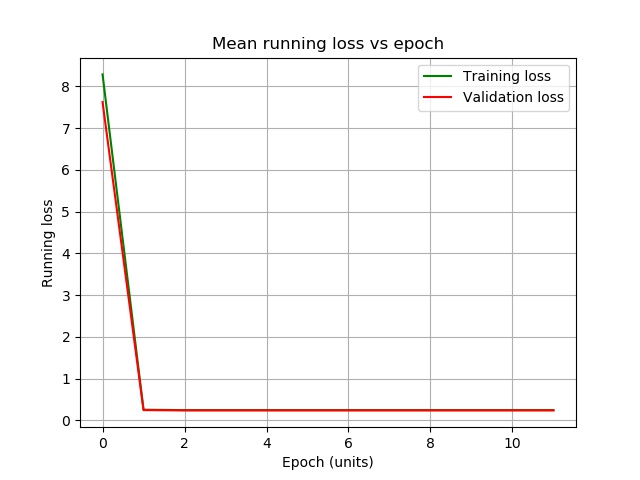 Mean running loss vs epoch
Training loss
Validation loss
8
7
6
5
4
3
2
1
0
Running loss
0 2 4 6 8 10
Epoch (units)